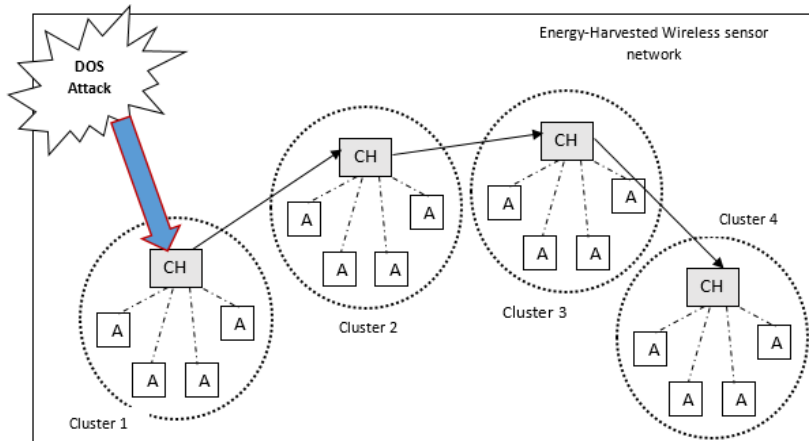 Energy-Harvested Wireless sensor
network
DOS
Attack
CH
A
A
A
A
Cluster 1
CH
A
A
A
A
Cluster 2
CH
A
A
A
A
Cluster 3
Cluster 4
CH
A
A
A
A